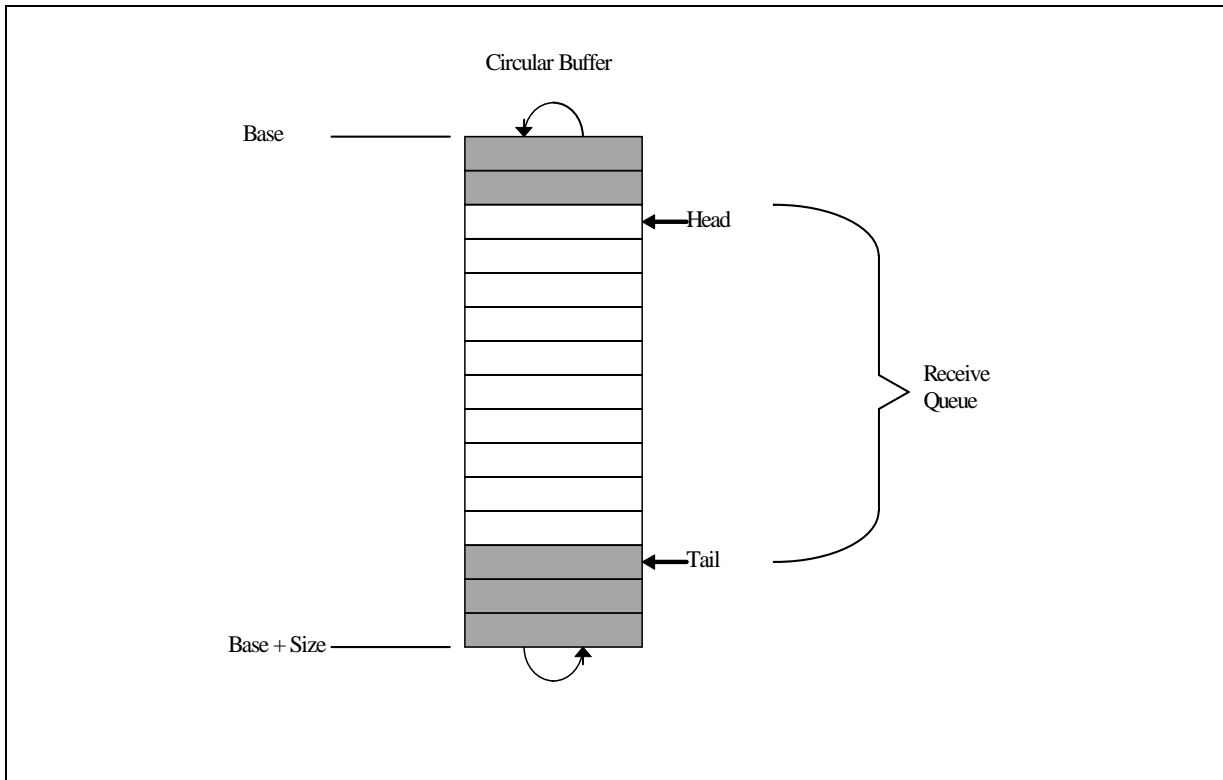 Circular Buffer
Base
Head
Receive
Queue
Tail
Base + Size